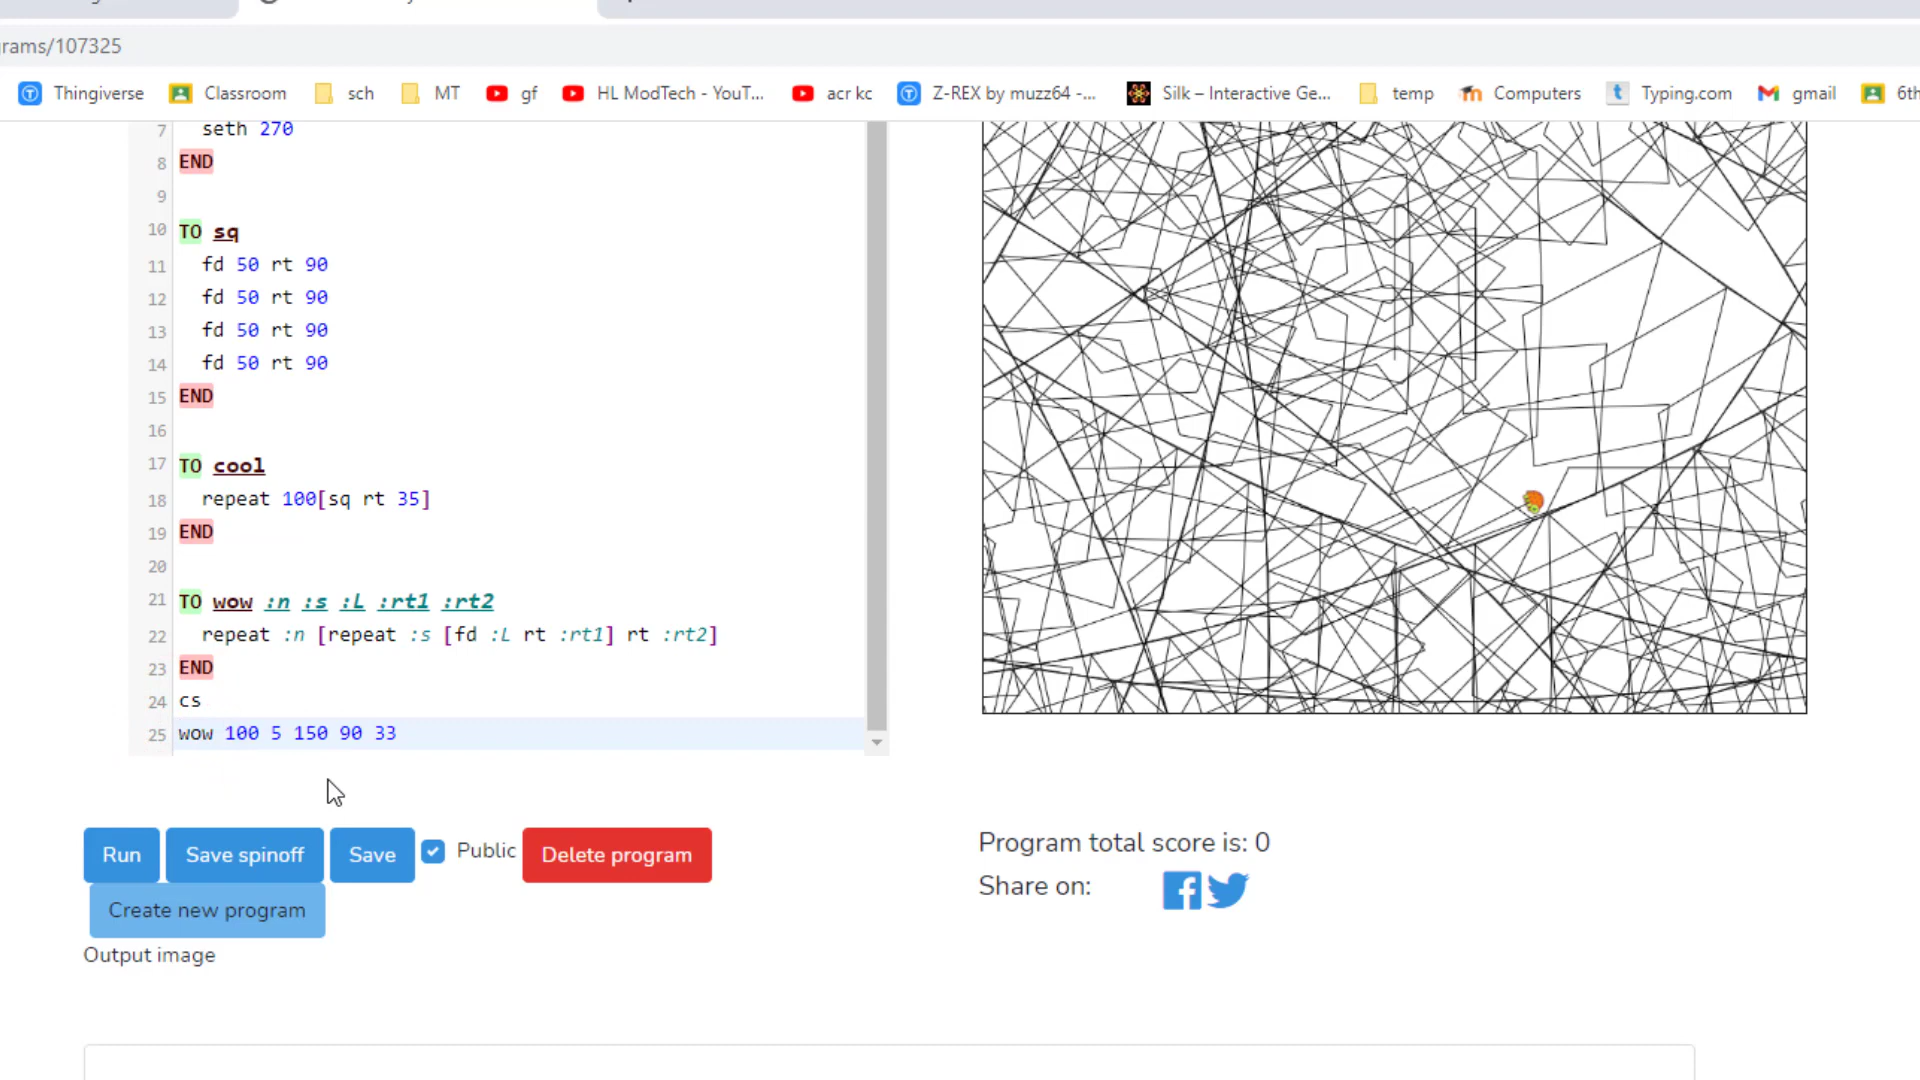 rams/107325
Thingiverse Classroom sch MT gf HL ModTech - YouT... acr kc Z-REX by muzz64 -... Silk – Interactive Ge... temp Computers Typing.com gmail 6th
7 seth 270
8 END
9
10 TO sq
11 fd 50 rt 90
12 fd 50 rt 90
13 fd 50 rt 90
14 fd 50 rt 90
15 END
16
17 TO cool
18 repeat 100[sq rt 35]
19 END
20
21 TO wow :n :s :L :rt1 :rt2
22 repeat :n [repeat :s [fd :L rt :rt1] rt :rt2]
23 END
24 cs
25 wow 100 5 150 90 33
Run Save spinoff Save Public Delete program
Create new program
Output image
Program total score is: 0
Share on: